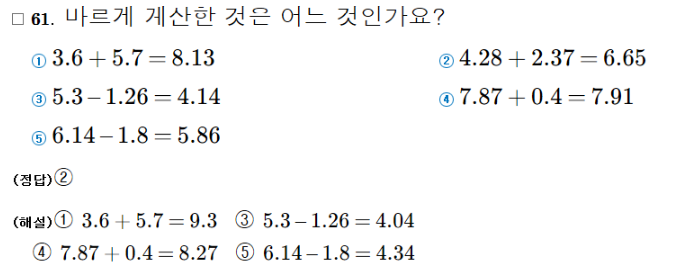 □ 61. 바르게 게산한 것은 어느 것인가요?
① 3.6 + 5.7 = 8.13 ② 4.28 + 2.37 = 6.65
③ 5.3 – 1.26 = 4.14 ④ 7.87 + 0.4 = 7.91
⑤ 6.14 – 1.8 = 5.86
(정답) ②
(해설) ① 3.6 + 5.7 = 9.3 ③ 5.3 – 1.26 = 4.04
④ 7.87 + 0.4 = 8.27 ⑤ 6.14 – 1.8 = 4.34